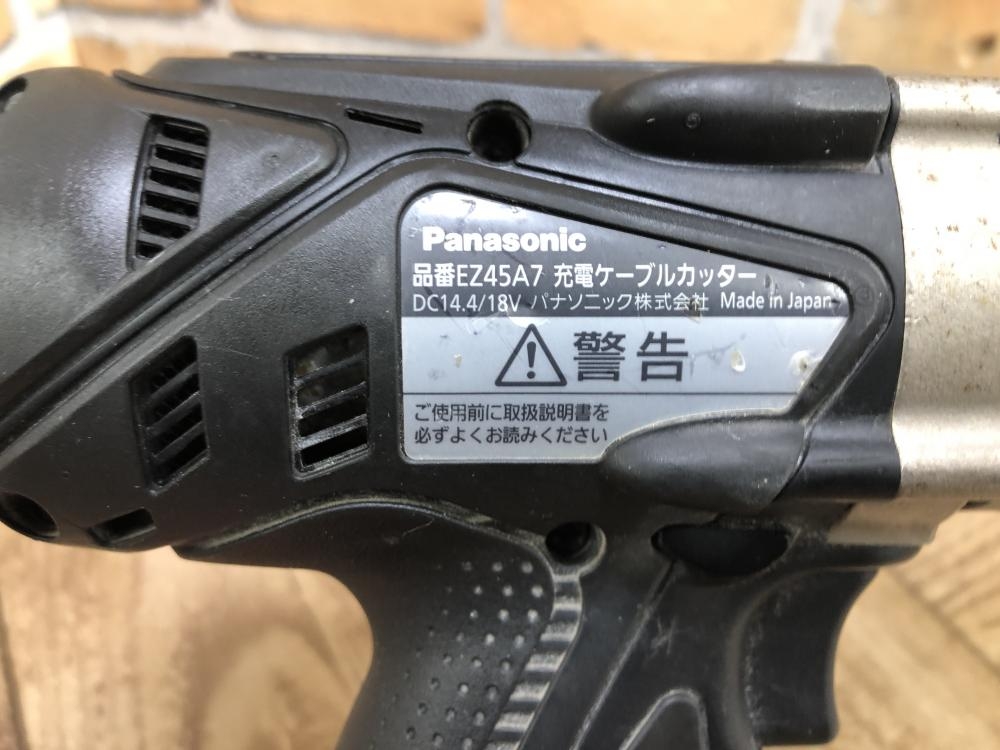 Panasonic
品番EZ45A7 充電ケーブルカッター
DC14.4/18V パナソニック株式会社 Made in Japan
警告
ご使用前に取扱説明書を
必ずよくお読みください